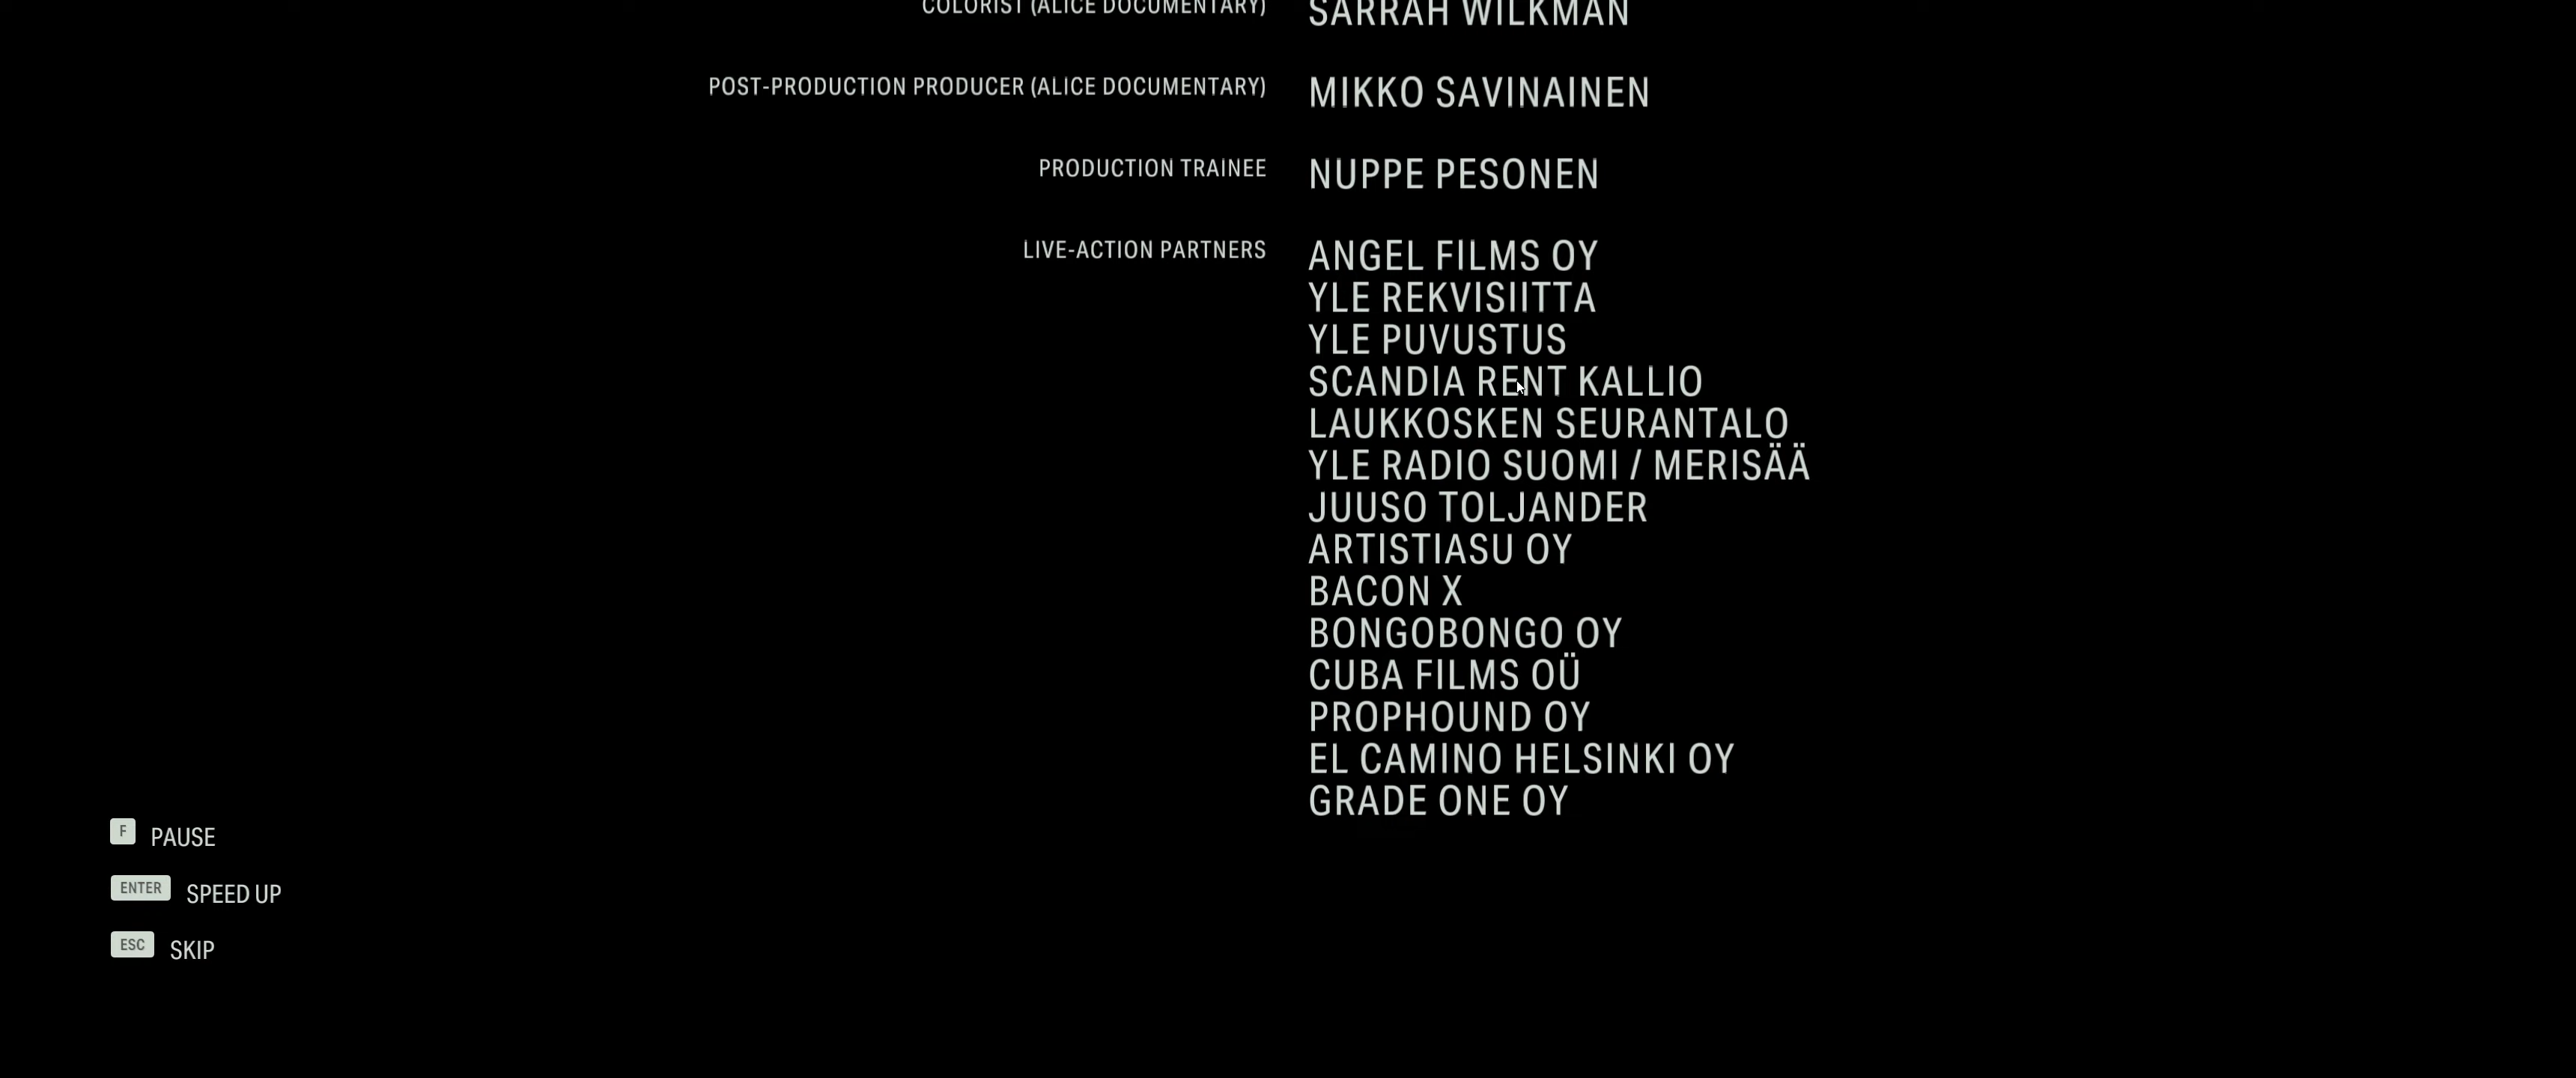 COLORIST (ALICE DOCUMENTARY) SARRAH WILKMAN
POST-PRODUCTION PRODUCER (ALICE DOCUMENTARY) MIKKO SAVINAINEN
PRODUCTION TRAINEE NUPPE PESONEN
LIVE-ACTION PARTNERS ANGEL FILMS OY
YLE REKVISIITTA
YLE PUVUSTUS
SCANDIA RENT KALLIO
LAUKKOSKEN SEURANTALO
YLE RADIO SUOMI / MERISÄÄ
JUUSO TOLJANDER
ARTISTIASU OY
BACON X
BONGOBONGO OY
CUBA FILMS OÜ
PROPHOUND OY
EL CAMINO HELSINKI OY
GRADE ONE OY
F PAUSE
ENTER SPEED UP
ESC SKIP